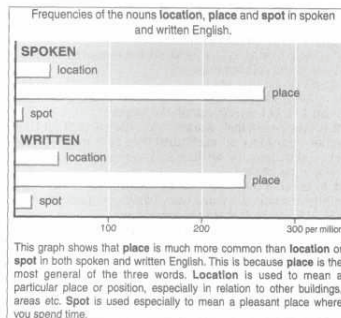 Frequencies of the nouns location, place and spot in spoken
and written English.
SPOKEN
location
place
spot
WRITTEN
location
place
spot
100
200
300 per million
This graph shows that place is much more common than location or
spot in both spoken and written English. This is because place is the
most general of the three words. Location is used to mean a
particular place or position, especially in relation to other buildings,
areas etc. Spot is used especially to mean a pleasant place where
you spend time.